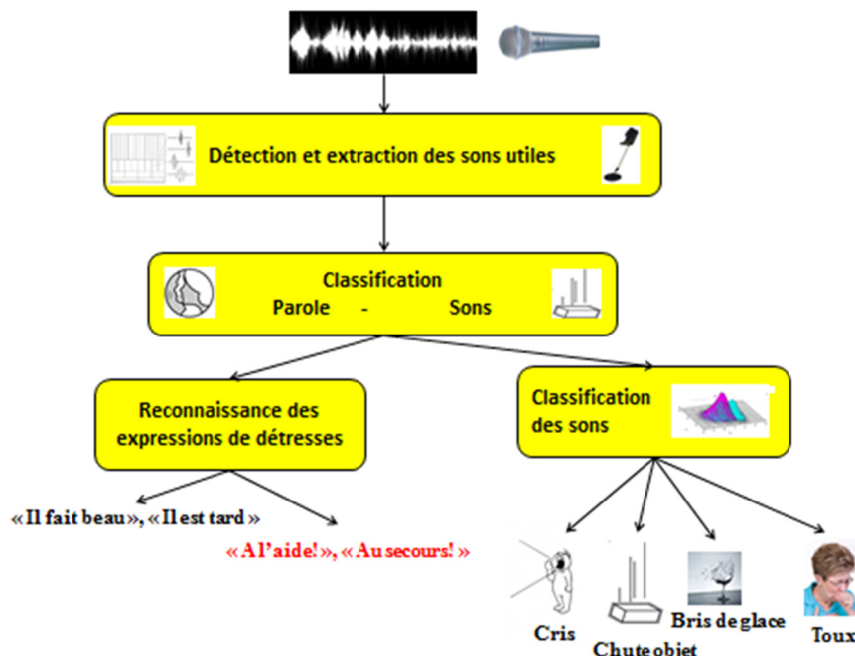 Détection et extraction des sons utiles
Classification
Parole - Sons
Reconnaissance des
expressions de détresses
Classification
des sons
« Il fait beau », « Il est tard »
« A l’aide! », « Au secours! »
Cris
Chute objet
Bris de glace
Toux